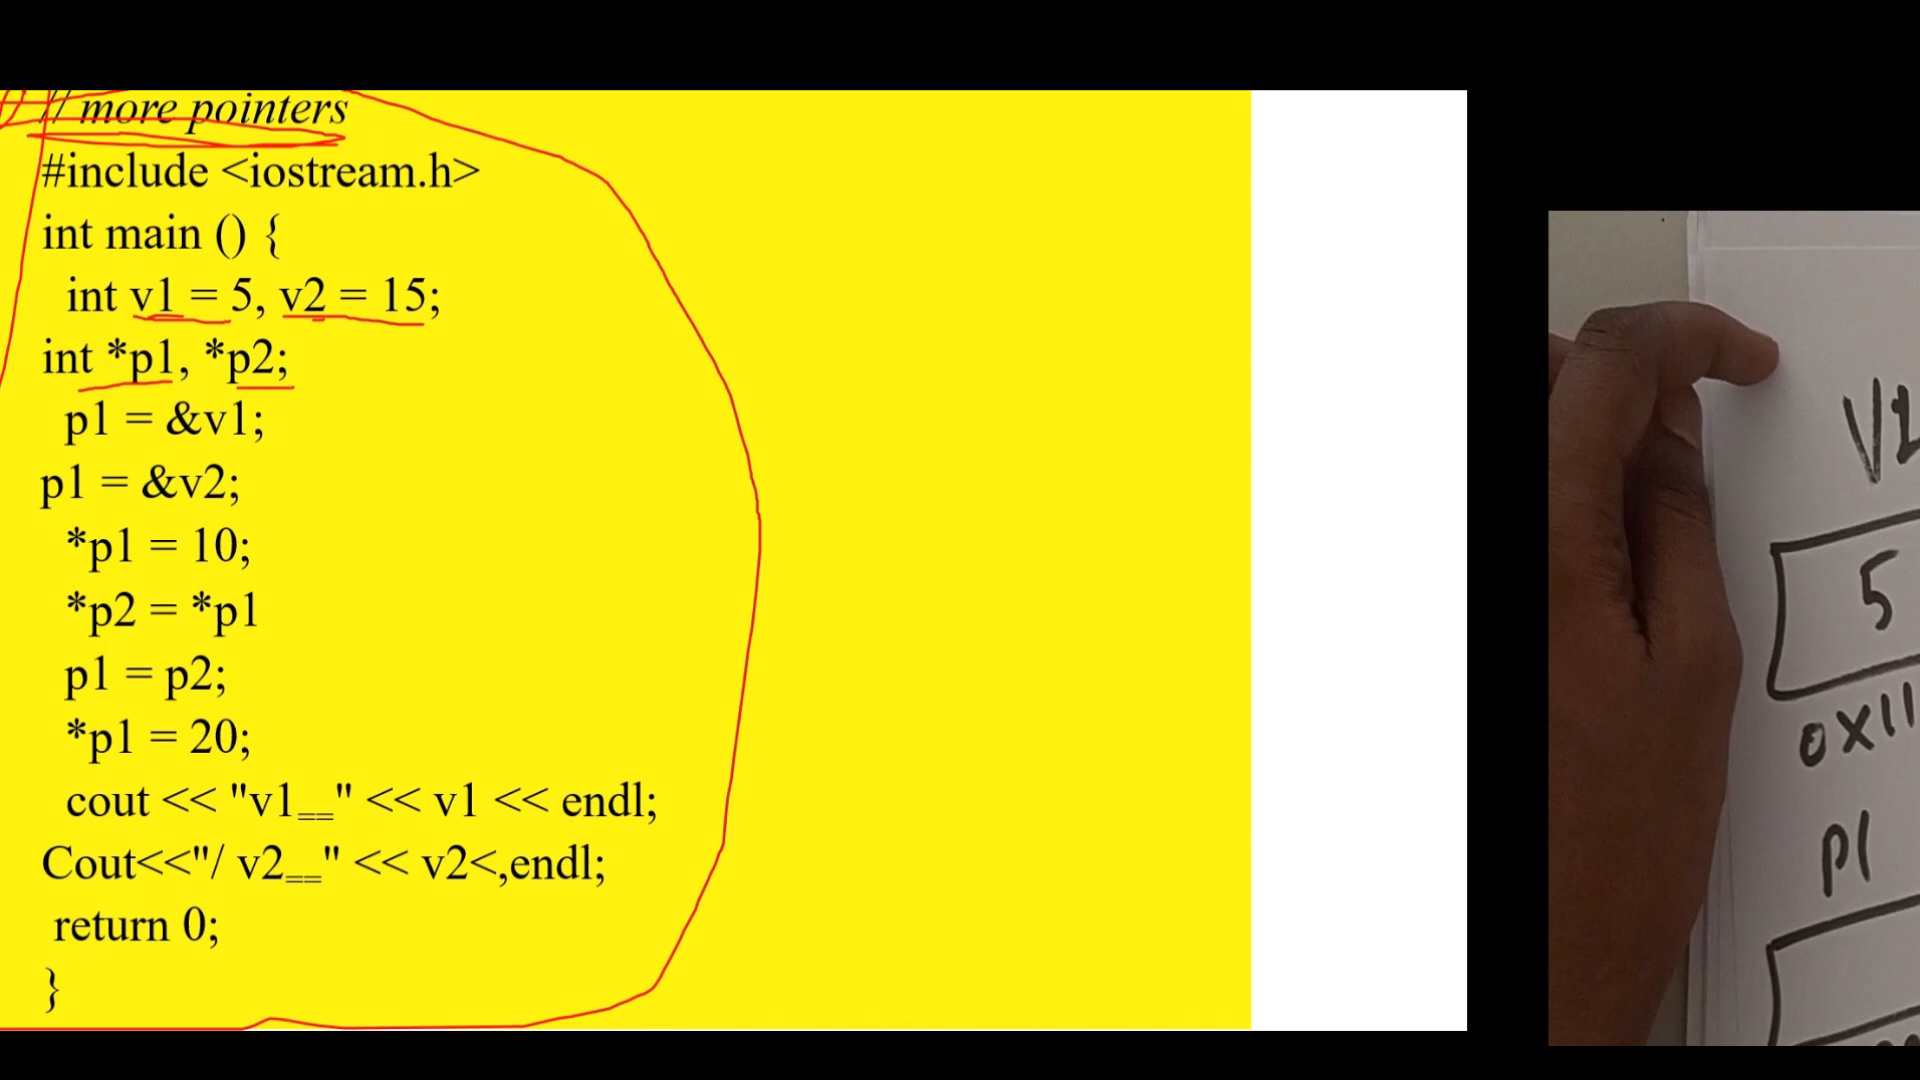 // more pointers
#include <iostream.h>
int main () {
int v1 = 5, v2 = 15;
int *p1, *p2;
p1 = &v1;
p1 = &v2;
*p1 = 10;
*p2 = *p1
p1 = p2;
*p1 = 20;
cout << "v1==" << v1 << endl;
Cout<<"/ v2==" << v2<,endl;
return 0;
}
5
0X11
P1